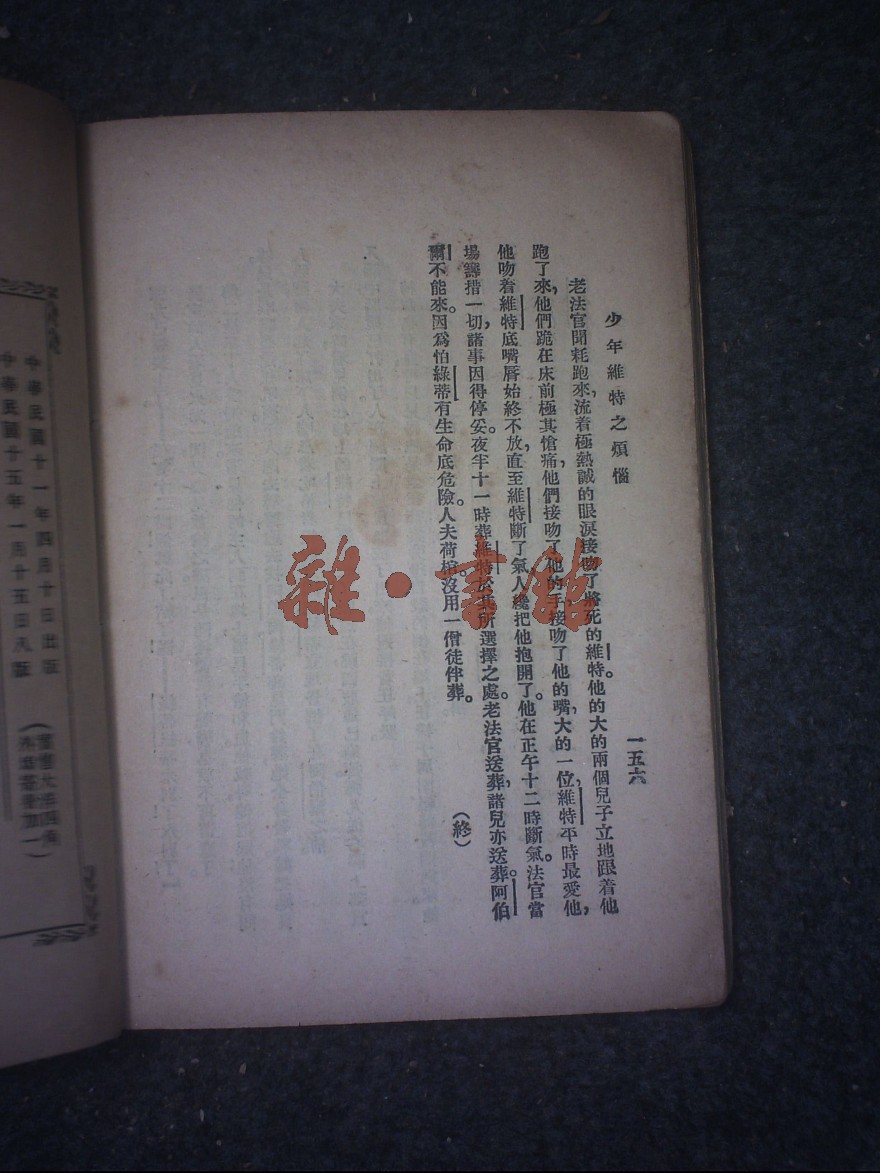 少年維特之煩惱
一五六
老法官聞耗跑來,流着極熱誠的眼淚接吻了將死的維特。他的大的兩個兒子立地跟着他
跑了來,他們跪在床前極其愴痛,他們接吻了他的手,接吻了他的嘴,大的一位,維特平時最愛他,
他吻着維特底嘴唇始終不放,直至維特斷了氣人纔把他抱開了。他在正午十二時斷氣。法官當
場籌措一切,諸事因得停妥。夜半十一時葬維特於其所選擇之處。老法官送葬,諸兒亦送葬。阿伯
爾不能來。因爲怕綠蒂有生命底危險。人夫荷棺。沒用一僧徒伴葬。
(終)
中華民國十一年四月十日出版
中華民國十五年一月十五日八版
雜·書館